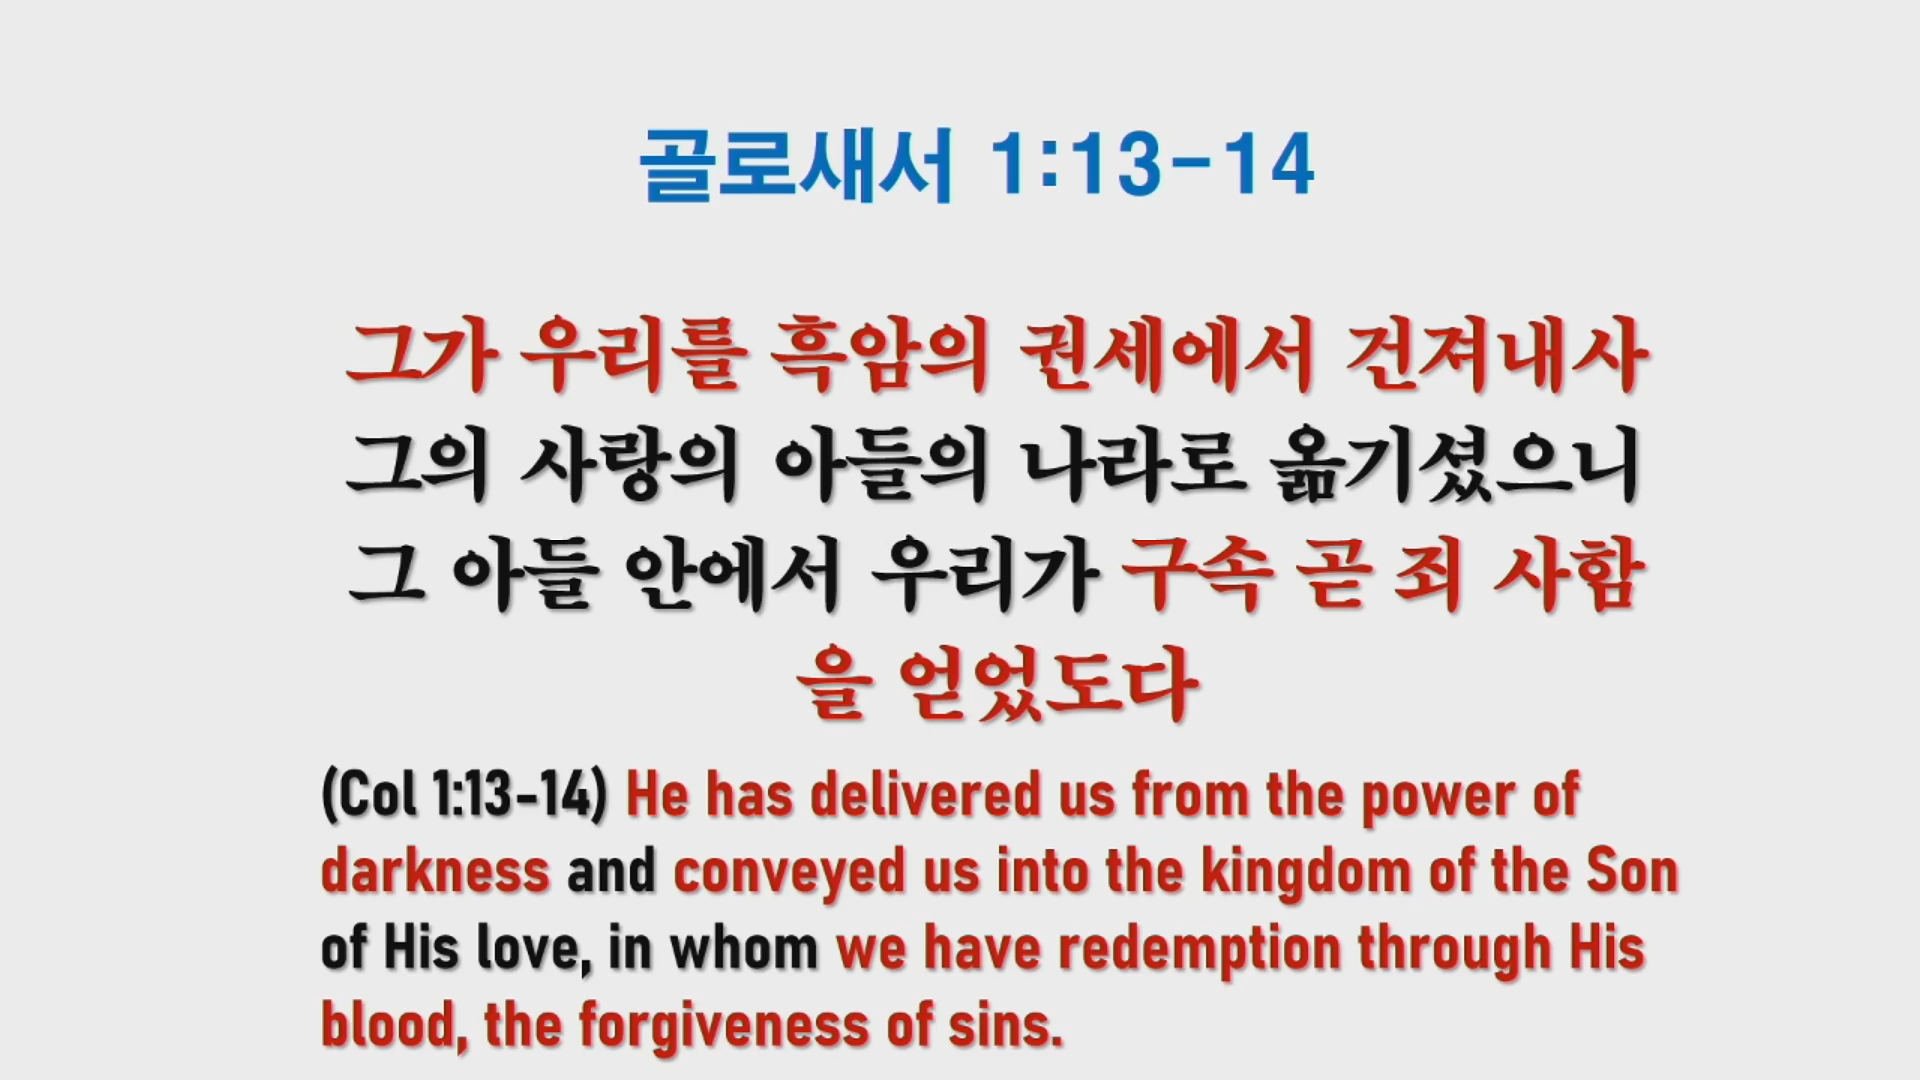 골로새서 1:13-14
그가 우리를 흑암의 권세에서 건져내사
그의 사랑의 아들의 나라로 옮기셨으니
그 아들 안에서 우리가 구속 곧 죄 사함
을 얻었도다
(Col 1:13-14) He has delivered us from the power of
darkness and conveyed us into the kingdom of the Son
of His love, in whom we have redemption through His
blood, the forgiveness of sins.